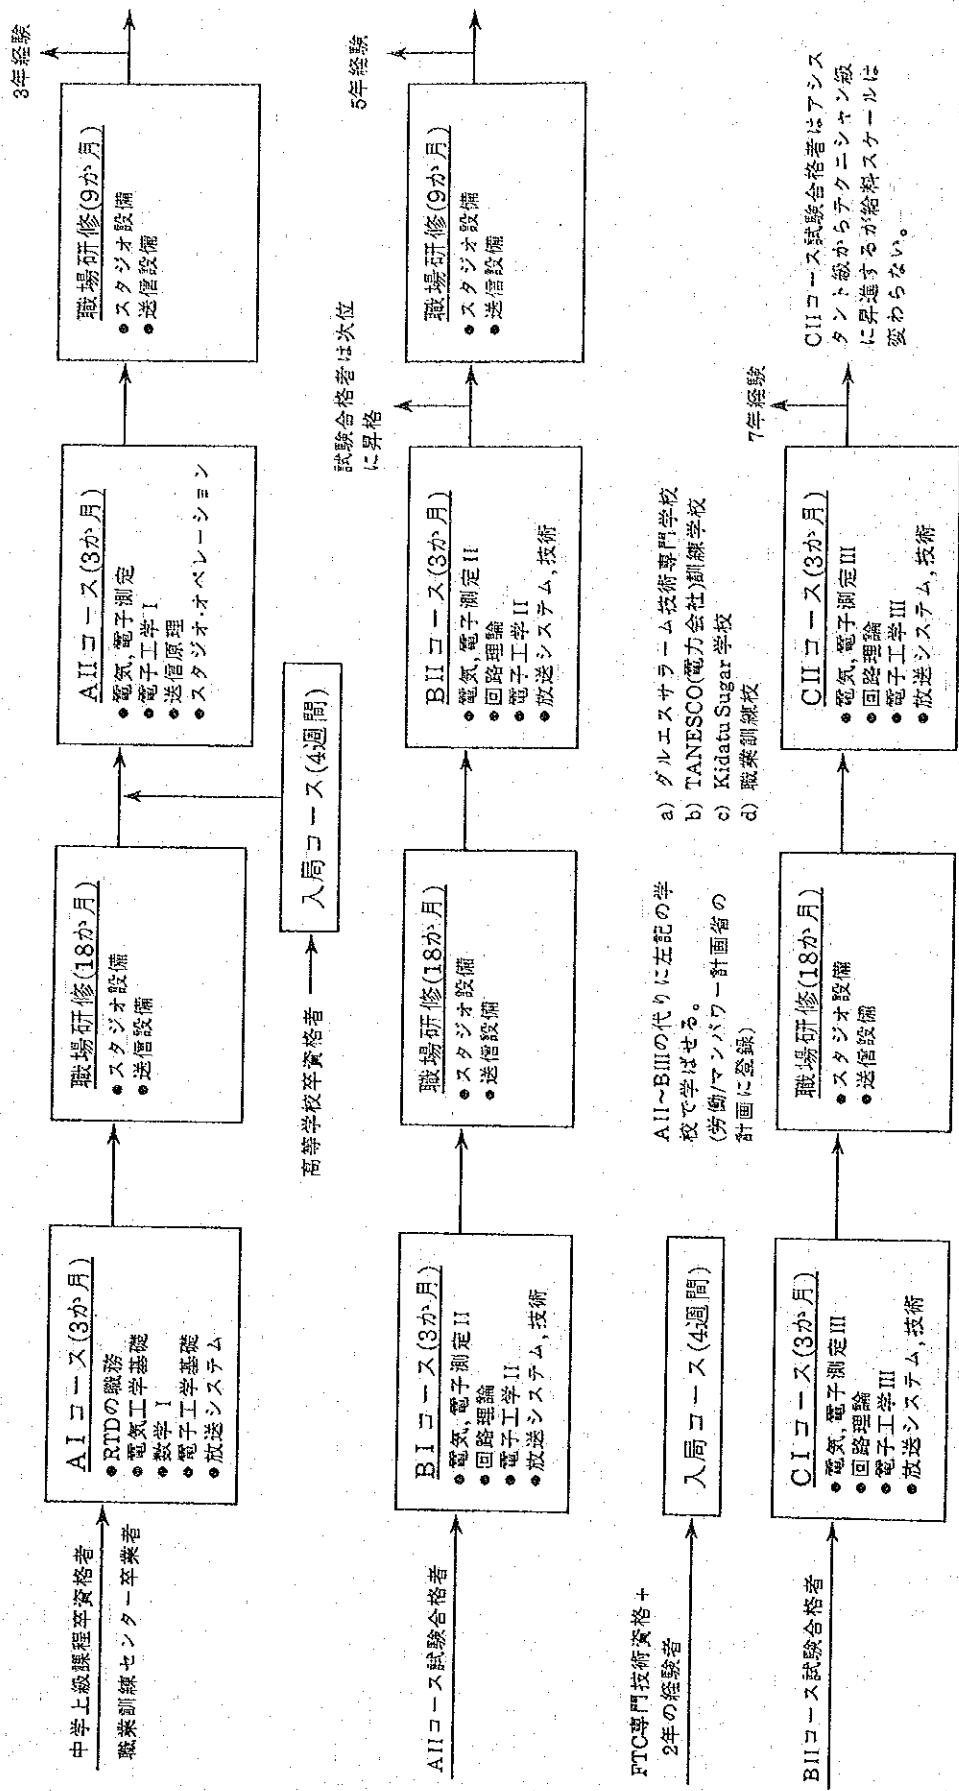 中学上級課程卒資格者
職業訓練センター卒業者
AIコース(3か月)
●RTDの職務
●電気工学基礎
●数学 I
●電子工学基礎
●放送システム
職場研修(18か月)
●スタジオ設備
●送信設備
高等学校卒資格者
入局コース(4週間)
AIIコース(3か月)
●電気,電子測定
●電子工学 I
●送信原理
●スタジオ・オペレーション
職場研修(9か月)
●スタジオ設備
●送信設備
3年経験
AIIコース試験合格者
BIコース(3か月)
●電気,電子測定II
●回路理論
●電子工学II
●放送システム,技術
職場研修(18か月)
●スタジオ設備
●送信設備
BIIコース(3か月)
●電気,電子測定II
●回路理論
●電子工学II
●放送システム,技術
試験合格者は次位
に昇格
職場研修(9か月)
●スタジオ設備
●送信設備
5年経験
FTC専門技術資格+
2年の経験者
入局コース(4週間)
AII~BIIIの代りに左記の学
校で学ばせる。
(労働/マンパワー計画省の
計画に登録)
a) ダルエスサラーム技術専門学校
b) TANESCO(電力会社)訓練学校
c) Kidatu Sugar 学校
d) 職業訓練校
BIIコース試験合格者
CIコース(3か月)
●電気,電子測定III
●回路理論
●電子工学III
●放送システム,技術
職場研修(18か月)
●スタジオ設備
●送信設備
CIIコース(3か月)
●電気,電子測定III
●回路理論
●電子工学III
●放送システム,技術
7年経験
CIIコース試験合格者はアシス
タント級からテクニシャン級
に昇進するが給料スケールは
変わらない。